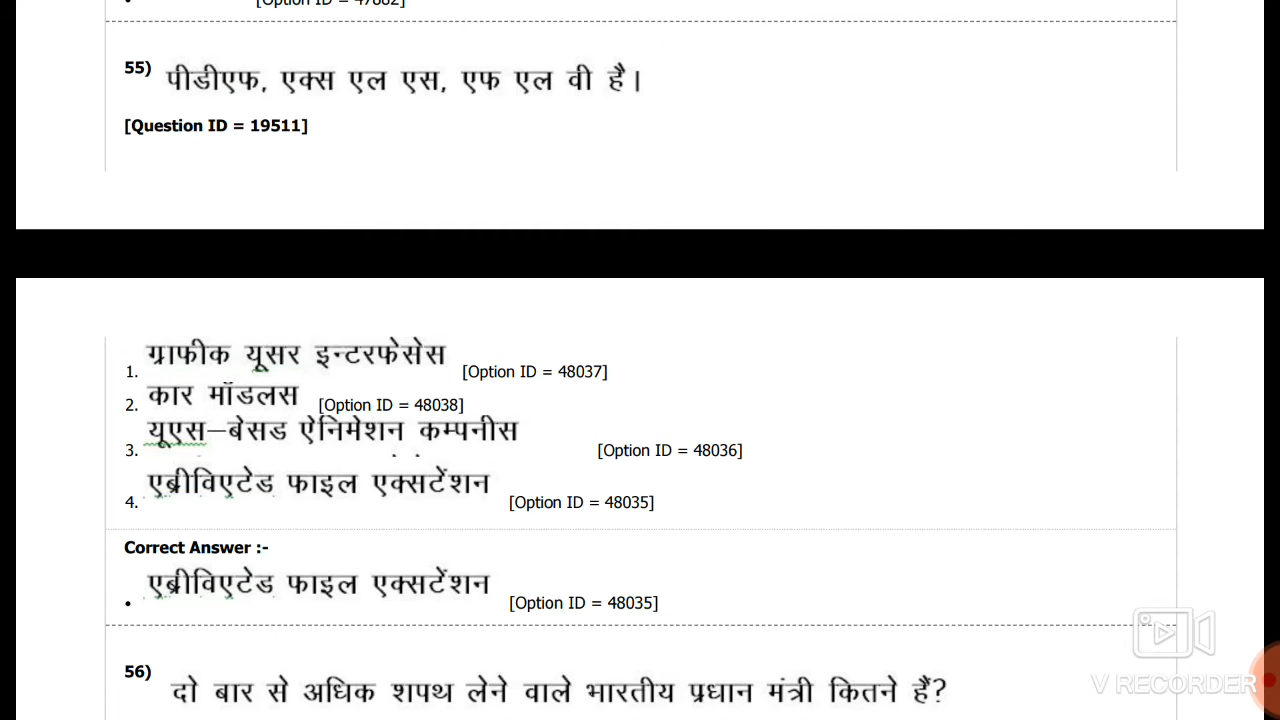 [Option ID = 47882]
55) पीडीएफ, एक्स एल एस, एफ एल वी है।
[Question ID = 19511]
1. ग्राफीक यूसर इन्टरफेसेस [Option ID = 48037]
2. कार मॉडलस [Option ID = 48038]
3. यूएस–बेसड ऐनिमेशन कम्पनीस [Option ID = 48036]
4. एब्रीविएटेड फाइल एक्सटेंशन [Option ID = 48035]
Correct Answer :-
• एब्रीविएटेड फाइल एक्सटेंशन [Option ID = 48035]
56) दो बार से अधिक शपथ लेने वाले भारतीय प्रधान मंत्री कितने हैं?
V RECORDER